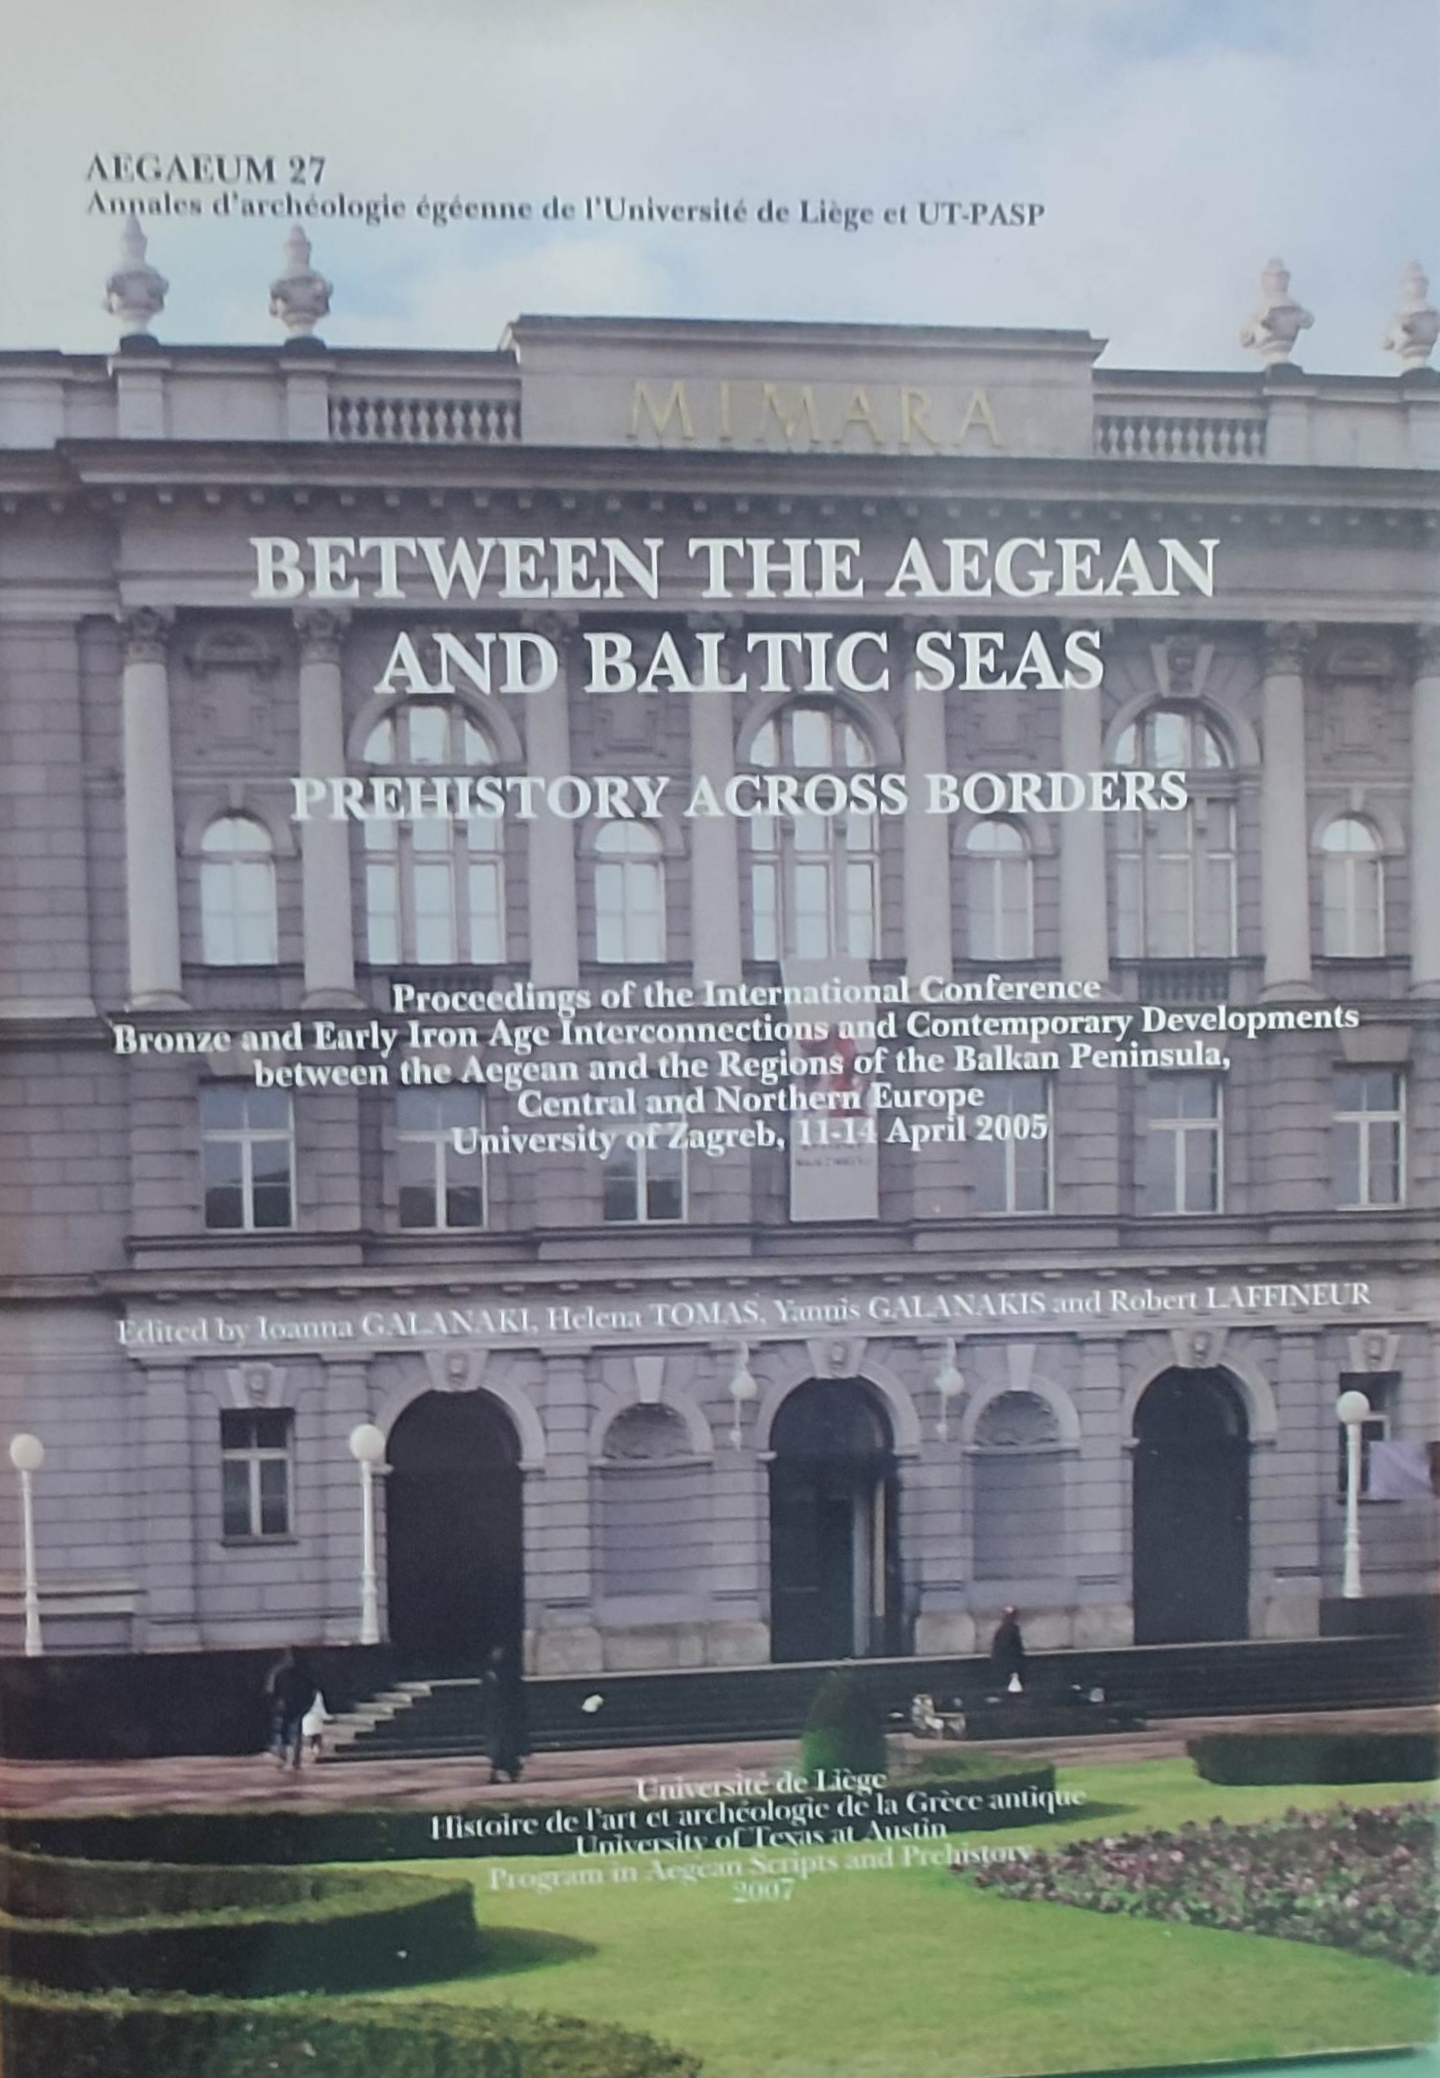 AEGAEUM 27
Annales d'archéologie égéenne de l'Université de Liège et UT-PASP
MIMARA
BETWEEN THE AEGEAN
AND BALTIC SEAS
PREHISTORY ACROSS BORDERS
Proceedings of the International Conference
Bronze and Early Iron Age Interconnections and Contemporary Developments
between the Aegean and the Regions of the Balkan Peninsula,
Central and Northern Europe
University of Zagreb, 11-14 April 2005
Edited by Ioanna GALANAKI, Helena TOMAS, Yannis GALANAKIS and Robert LAFFINEUR
Université de Liège
Histoire de l'art et archéologie de la Grèce antique
University of Texas at Austin
Program in Aegean Scripts and Prehistory
2007